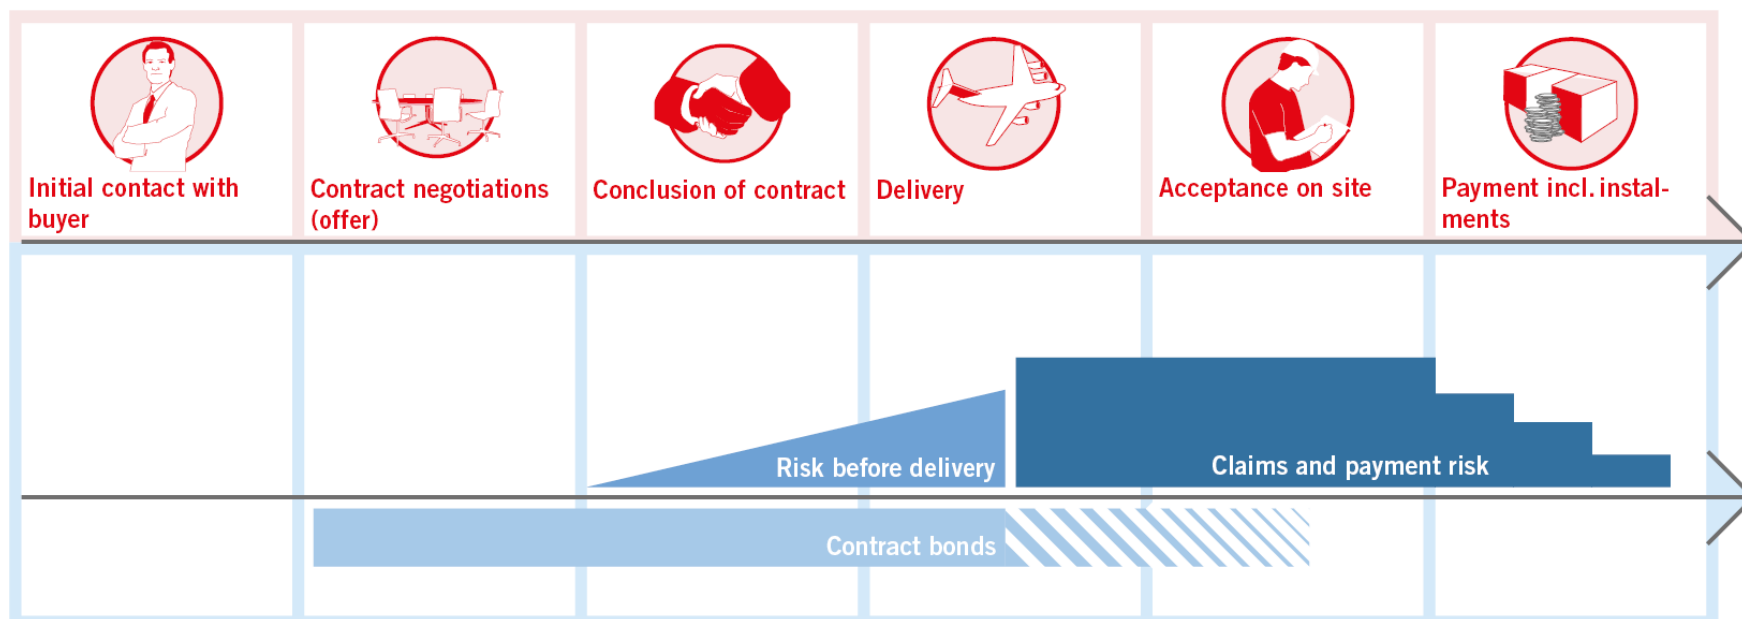 Initial contact with
buyer
Contract negotiations
(offer)
Conclusion of contract
Delivery
Acceptance on site
Payment incl. instal-
ments
Risk before delivery
Claims and payment risk
Contract bonds